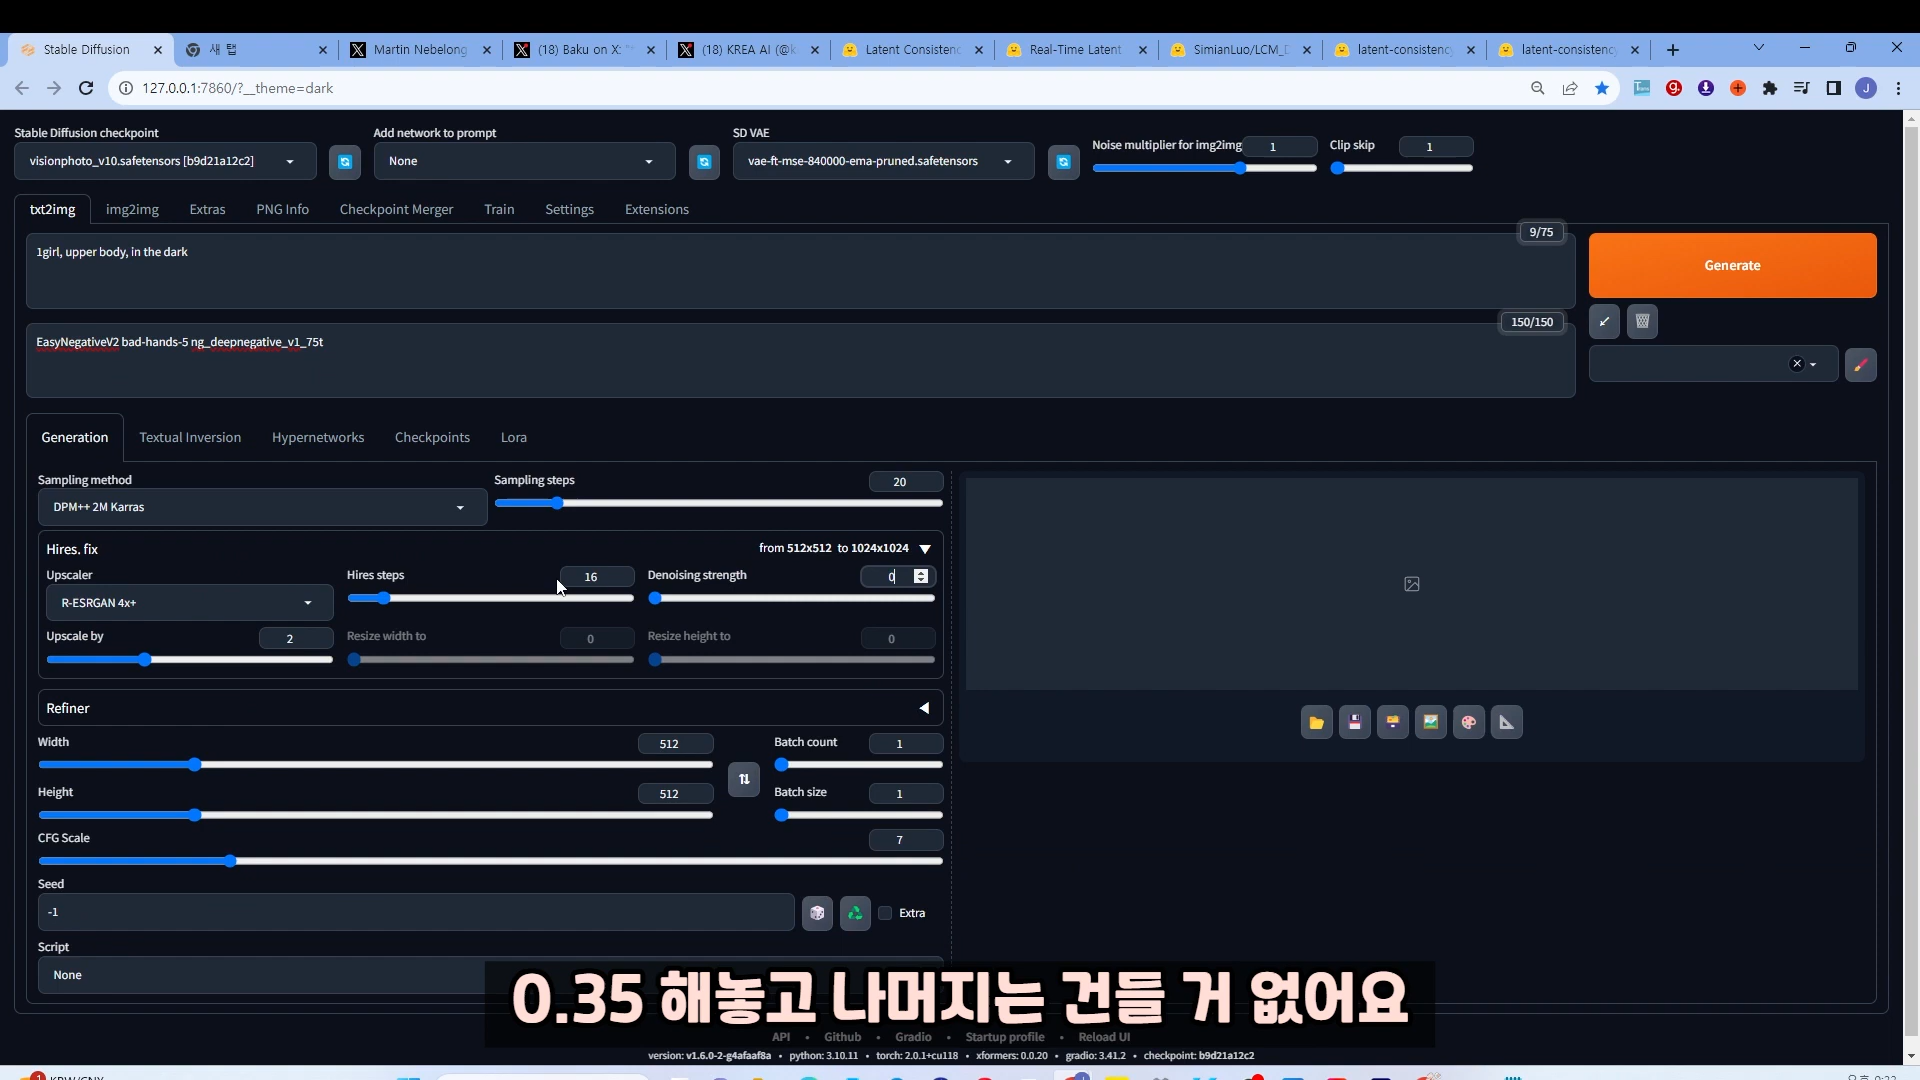 Stable Diffusion
새 탭
Martin Nebelong
(18) Baku on X: "
(18) KREA AI (@k
Latent Consistenc
Real-Time Latent
SimianLuo/LCM_D
latent-consistency
latent-consistency
127.0.0.1:7860/?__theme=dark
Stable Diffusion checkpoint
Add network to prompt
SD VAE
Noise multiplier for img2img
1
Clip skip
1
visionphoto_v10.safetensors [b9d21a12c2]
None
vae-ft-mse-840000-ema-pruned.safetensors
txt2img
img2img
Extras
PNG Info
Checkpoint Merger
Train
Settings
Extensions
9/75
1girl, upper body, in the dark
Generate
150/150
EasyNegativeV2 bad-hands-5 ng_deepnegative_v1_75t
Generation
Textual Inversion
Hypernetworks
Checkpoints
Lora
Sampling method
DPM++ 2M Karras
Sampling steps
20
Hires. fix
from 512x512 to 1024x1024
Upscaler
R-ESRGAN 4x+
Hires steps
16
Denoising strength
0
Upscale by
2
Resize width to
0
Resize height to
0
Refiner
Width
512
Batch count
1
Height
512
Batch size
1
CFG Scale
7
Seed
-1
Extra
Script
None
0.35 해놓고 나머지는 건들 거 없어요
API • Github • Gradio • Startup profile • Reload UI
version: v1.6.0-2-g4afaaf8a • python: 3.10.11 • torch: 2.0.1+cu118 • xformers: 0.0.20 • gradio: 3.41.2 • checkpoint: b9d21a12c2